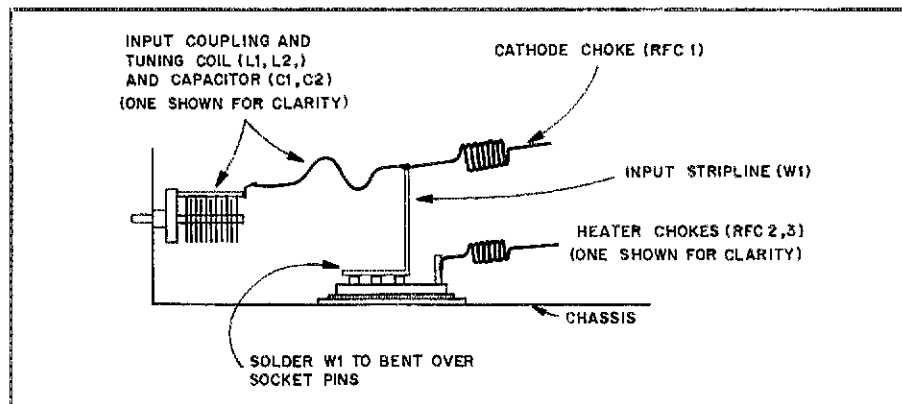 INPUT COUPLING AND
TUNING COIL (L1, L2,)
AND CAPACITOR (C1, C2)
(ONE SHOWN FOR CLARITY)
CATHODE CHOKE (RFC 1)
INPUT STRIPLINE (W1)
HEATER CHOKES (RFC 2, 3)
(ONE SHOWN FOR CLARITY)
CHASSIS
SOLDER W1 TO BENT OVER
SOCKET PINS